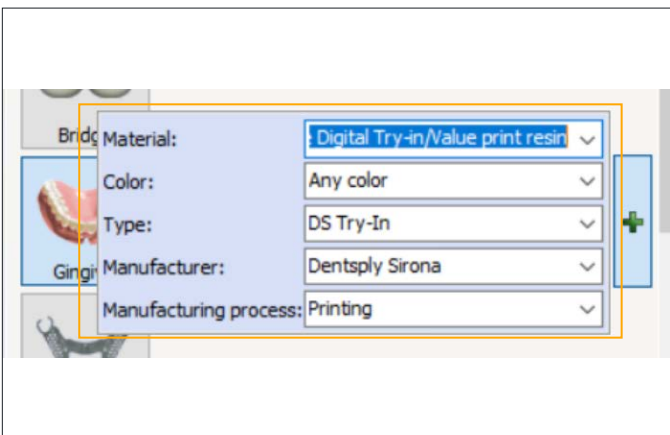 Bridg
Material: Digital Try-in/Value print resin
Color: Any color
Type: DS Try-In
Gingi
Manufacturer: Dentsply Sirona
Manufacturing process: Printing